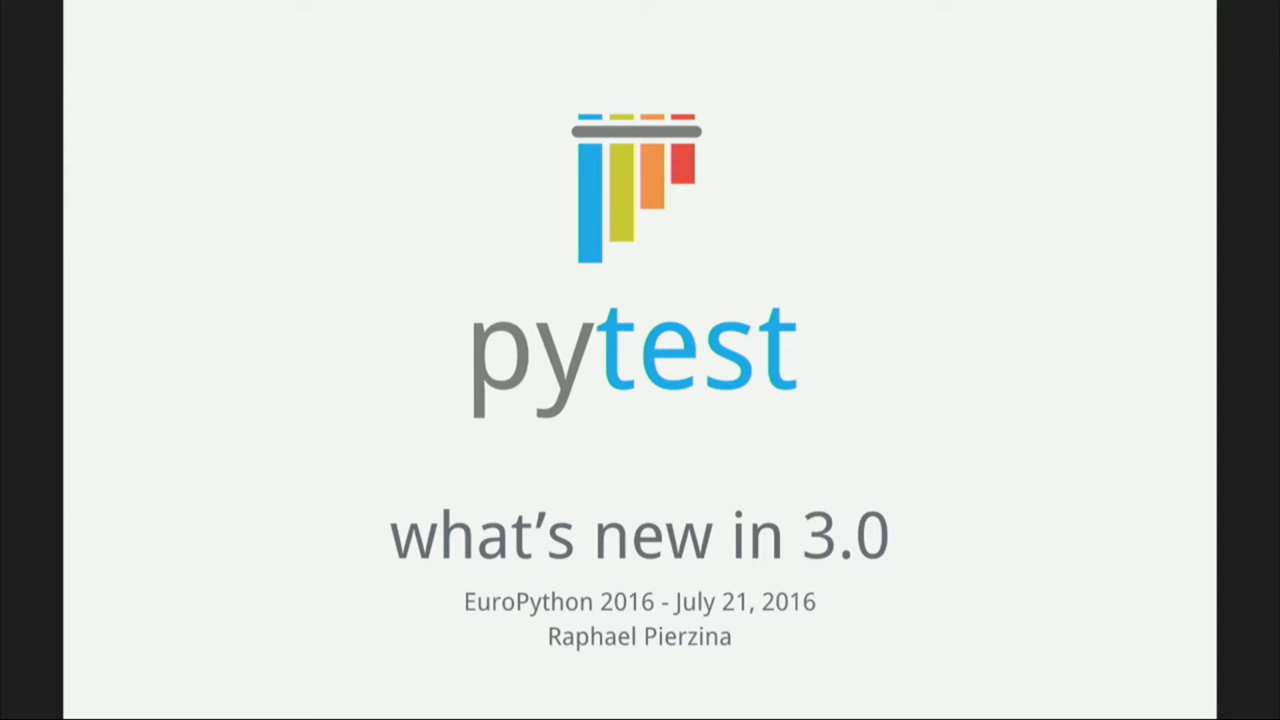 pytest
what’s new in 3.0
EuroPython 2016 - July 21, 2016
Raphael Pierzina